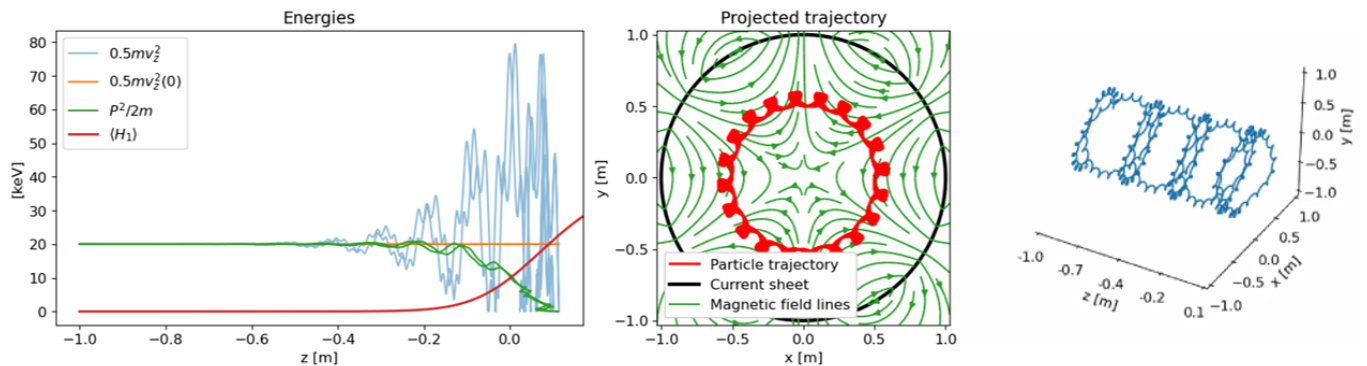 Energies
80
70
60
50
40
30
20
10
0
[keV]
0.5mv_z^2
0.5mv_z^2(0)
P^2/2m
⟨H_1⟩
−1.0 −0.8 −0.6 −0.4 −0.2 0.0
z [m]
Projected trajectory
1.0
0.5
0.0
−0.5
−1.0
y [m]
Particle trajectory
Current sheet
Magnetic field lines
−1.0 −0.5 0.0 0.5 1.0
x [m]
1.0
0.5
0.0
−0.5
−1.0
y [m]
1.0
0.5
0.0
−0.5
−1.0
x [m]
-1.0
-0.7
-0.4
-0.2
0.1
z [m]